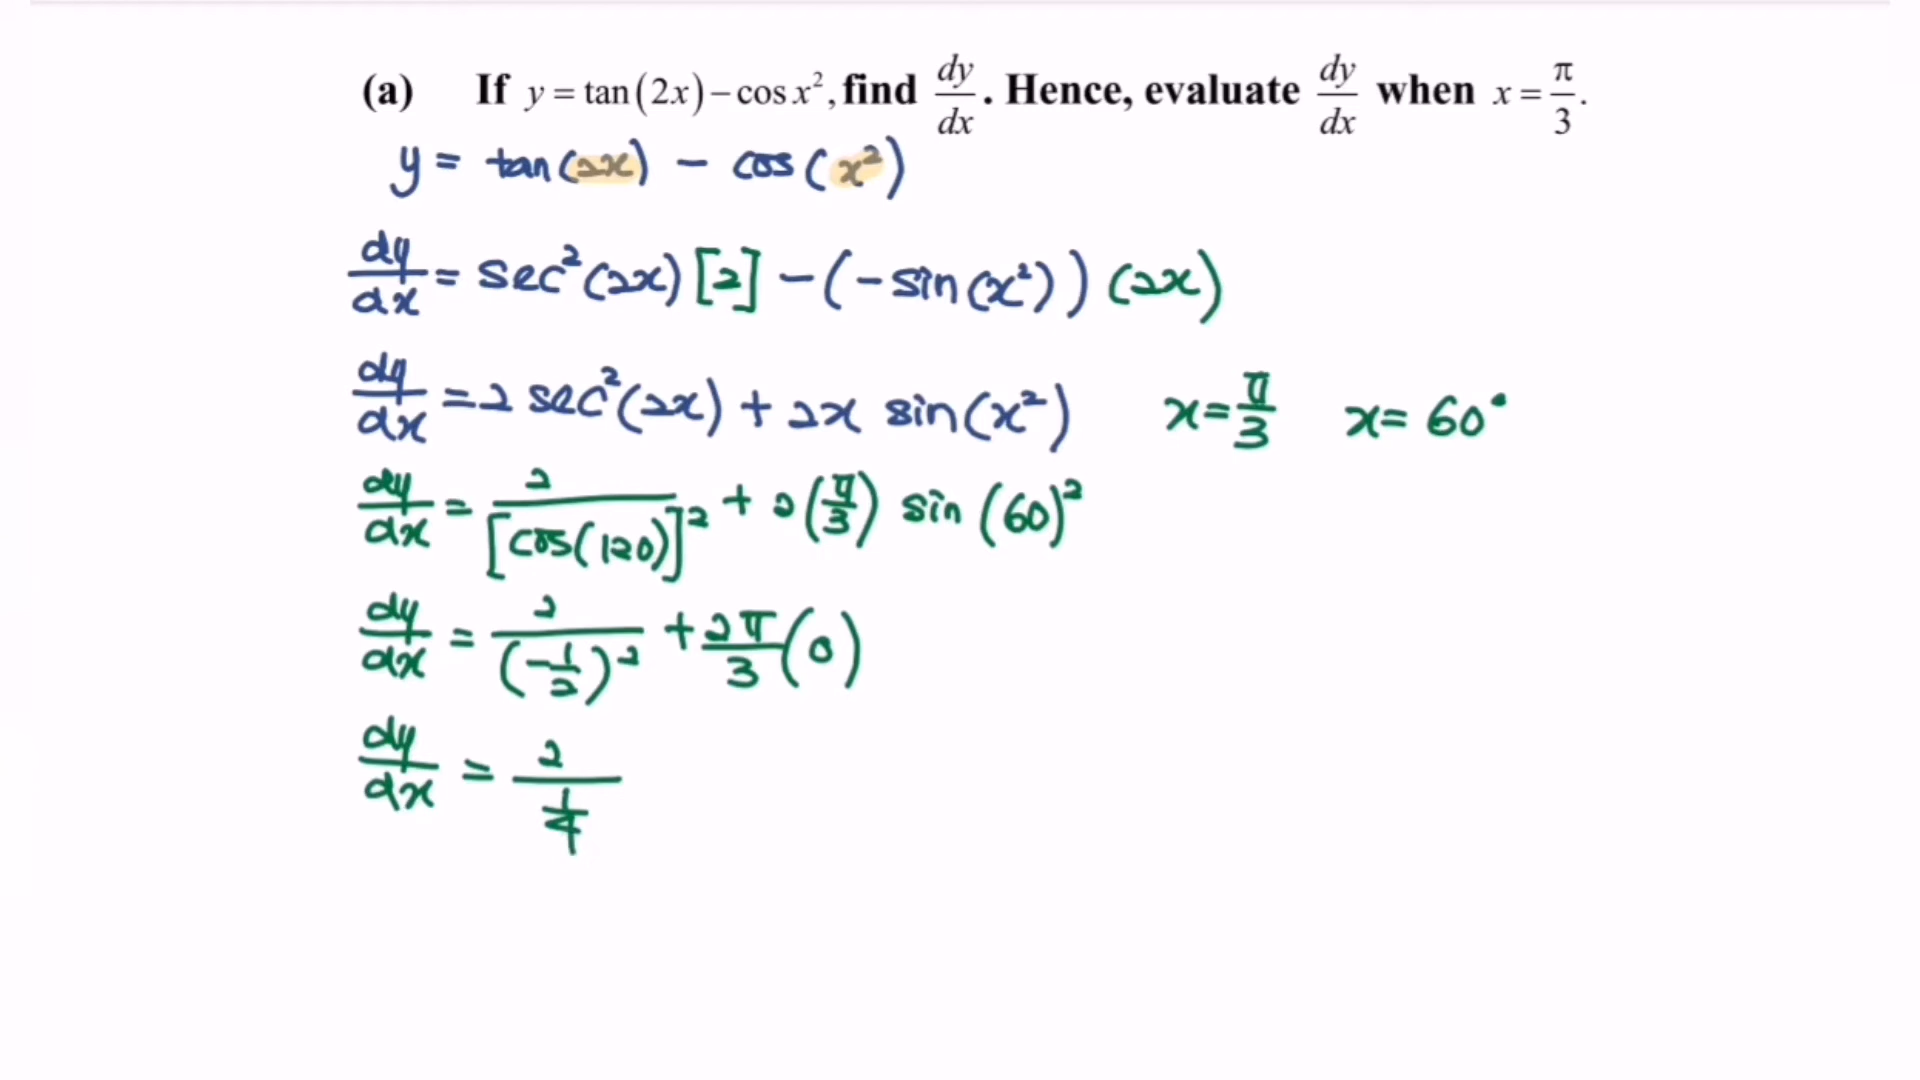 (a) If y = tan(2x) − cos x², find dy/dx. Hence, evaluate dy/dx when x = π/3.
y = tan(2x) − cos(x²)
dy/dx = sec²(2x)[2] − (−sin(x²))(2x)
dy/dx = 2 sec²(2x) + 2x sin(x²) x = π/3 x = 60°
dy/dx = 2/[cos(120)]² + 2(π/3) sin(60)²
dy/dx = 2/(−1/2)² + 2π/3 (0)
dy/dx = 2/(1/4)